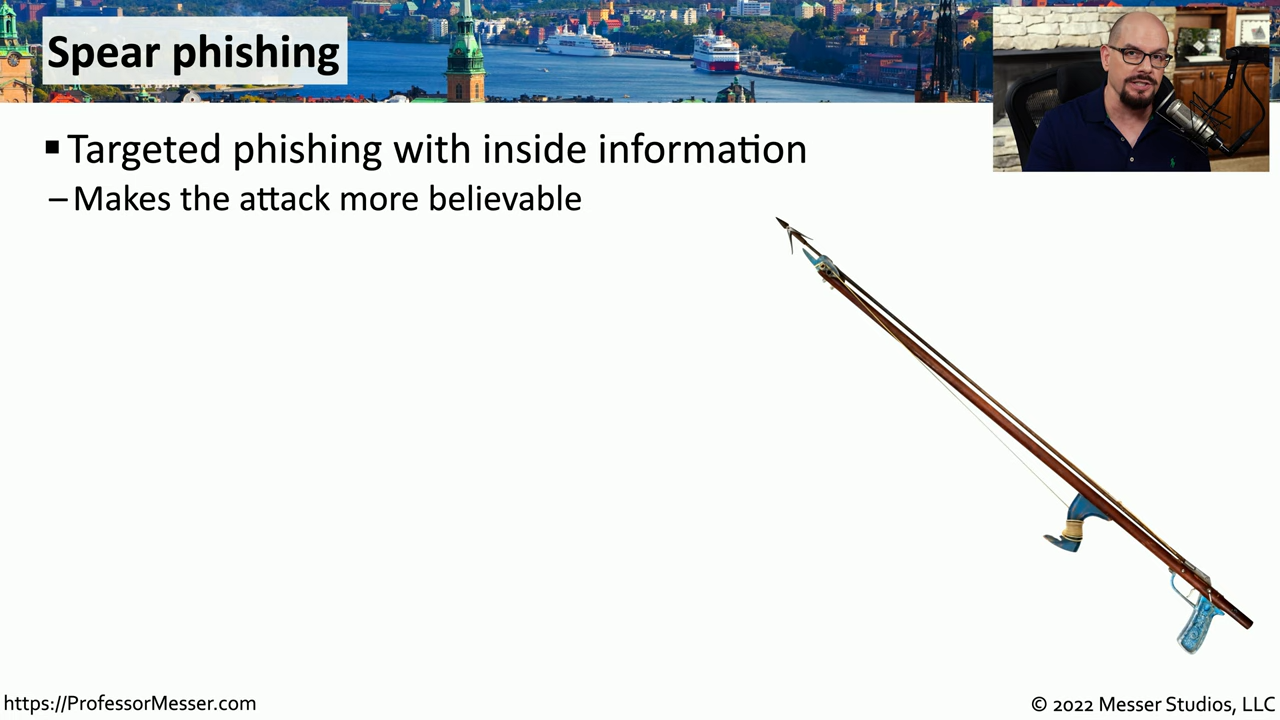 Spear phishing
▪ Targeted phishing with inside information
– Makes the attack more believable
https://ProfessorMesser.com
© 2022 Messer Studios, LLC